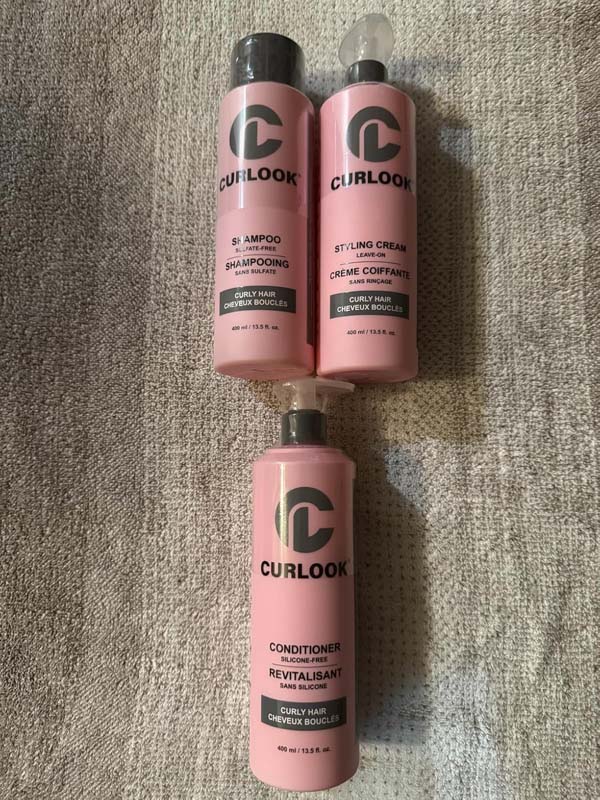 CURLOOK
SHAMPOO
SULFATE-FREE
SHAMPOOING
SANS SULFATE
CURLY HAIR
CHEVEUX BOUCLÉS
400 ml / 13.5 fl. oz.
CURLOOK
STYLING CREAM
LEAVE-ON
CRÈME COIFFANTE
SANS RINÇAGE
CURLY HAIR
CHEVEUX BOUCLÉS
400 ml / 13.5 fl. oz.
CURLOOK
CONDITIONER
SILICONE-FREE
REVITALISANT
SANS SILICONE
CURLY HAIR
CHEVEUX BOUCLÉS
400 ml / 13.5 fl. oz.